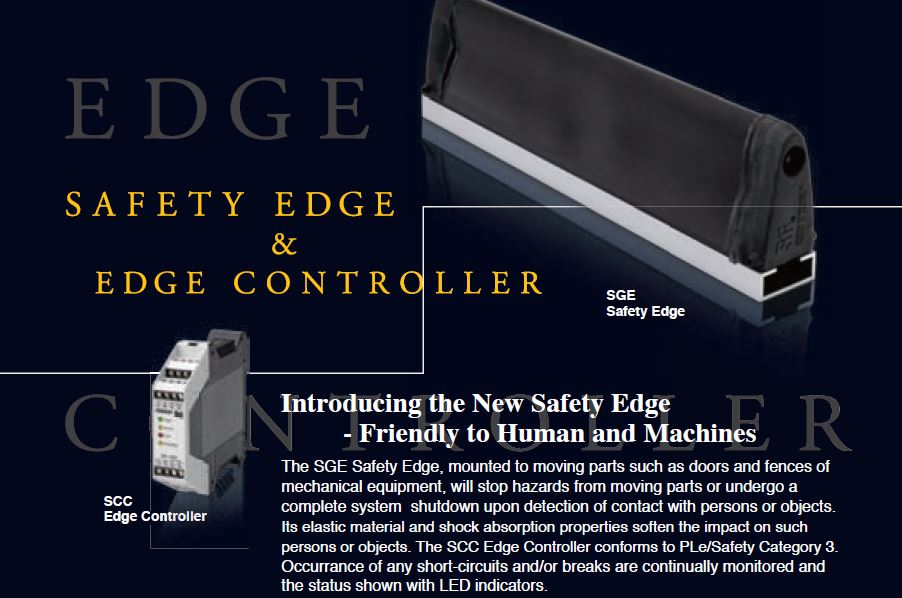 EDGE
SAFETY EDGE
&
EDGE CONTROLLER
SGE
Safety Edge
CONTROLLER
Introducing the New Safety Edge
- Friendly to Human and Machines
The SGE Safety Edge, mounted to moving parts such as doors and fences of
mechanical equipment, will stop hazards from moving parts or undergo a
complete system shutdown upon detection of contact with persons or objects.
Its elastic material and shock absorption properties soften the impact on such
persons or objects. The SCC Edge Controller conforms to PLe/Safety Category 3.
Occurrance of any short-circuits and/or breaks are continually monitored and
the status shown with LED indicators.
SCC
Edge Controller